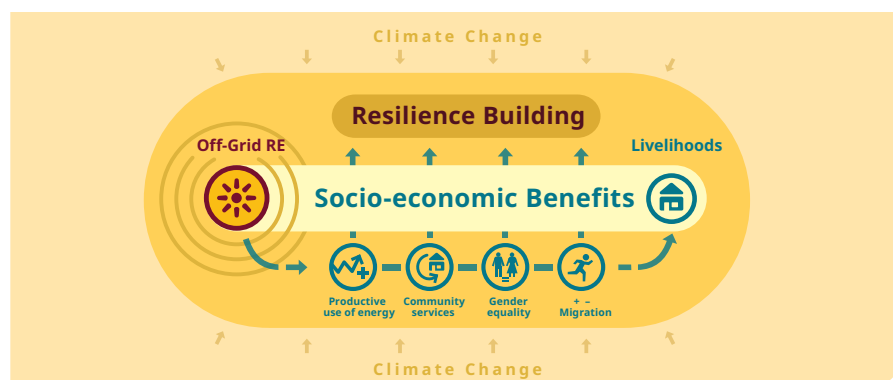 Climate Change
Resilience Building
Off-Grid RE
Livelihoods
Socio-economic Benefits
Productive
use of energy
Community
services
Gender
equality
+ –
Migration
Climate Change